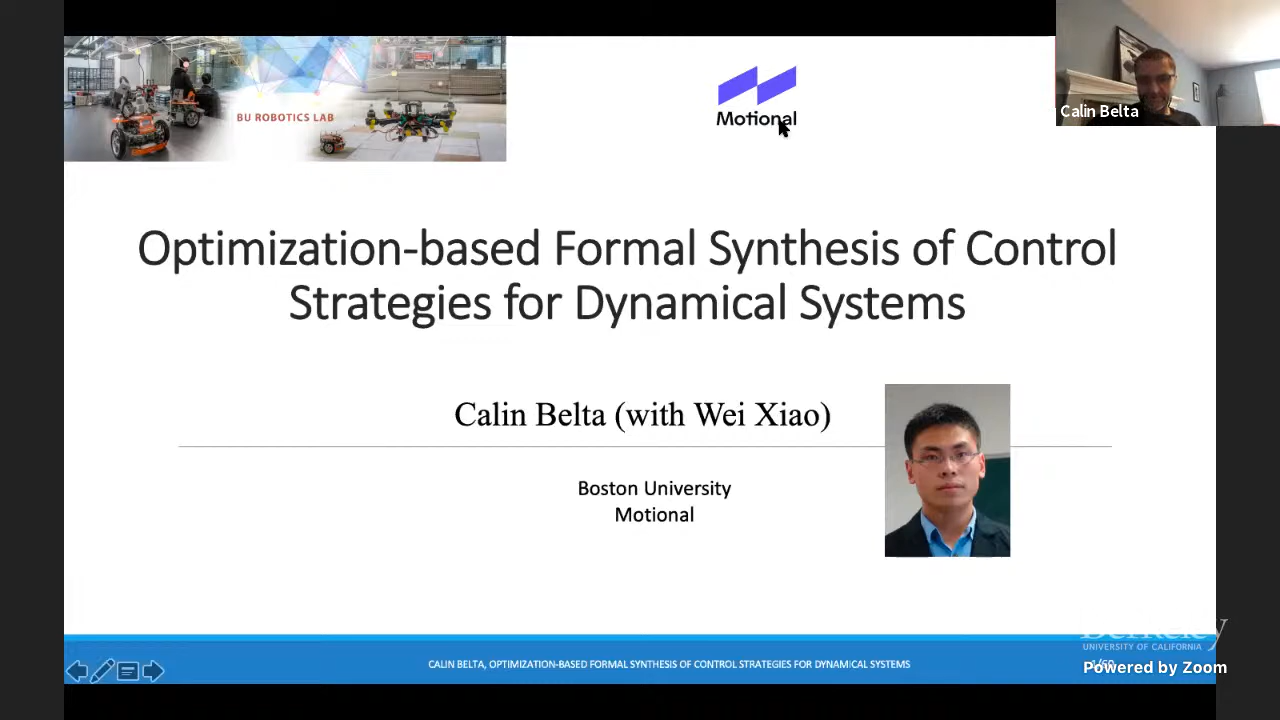 BU ROBOTICS LAB
Motional
Calin Belta
Optimization-based Formal Synthesis of Control
Strategies for Dynamical Systems
Calin Belta (with Wei Xiao)
Boston University
Motional
Berkeley
UNIVERSITY OF CALIFORNIA
CALIN BELTA, OPTIMIZATION-BASED FORMAL SYNTHESIS OF CONTROL STRATEGIES FOR DYNAMICAL SYSTEMS
Powered by Zoom